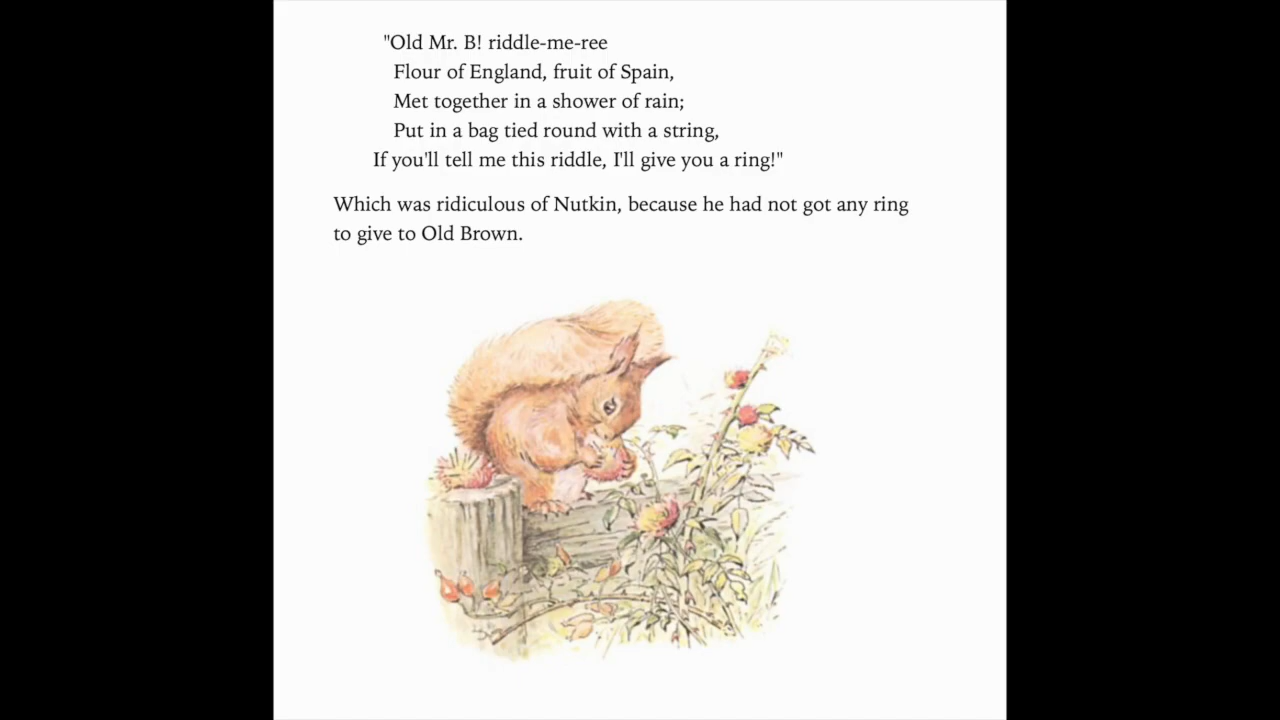 "Old Mr. B! riddle-me-ree
Flour of England, fruit of Spain,
Met together in a shower of rain;
Put in a bag tied round with a string,
If you'll tell me this riddle, I'll give you a ring!"
Which was ridiculous of Nutkin, because he had not got any ring
to give to Old Brown.